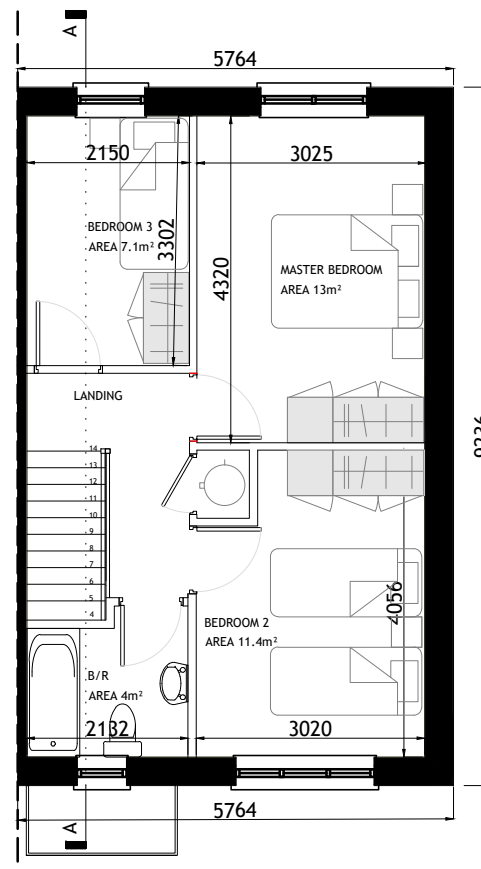 A
5764
2150
3025
BEDROOM 3
AREA 7.1m²
3302
4320
MASTER BEDROOM
AREA 13m²
LANDING
14
13
12
11
10
9
8
7
6
5
4
4056
BEDROOM 2
AREA 11.4m²
B/R
AREA 4m²
2132
3020
5764
A